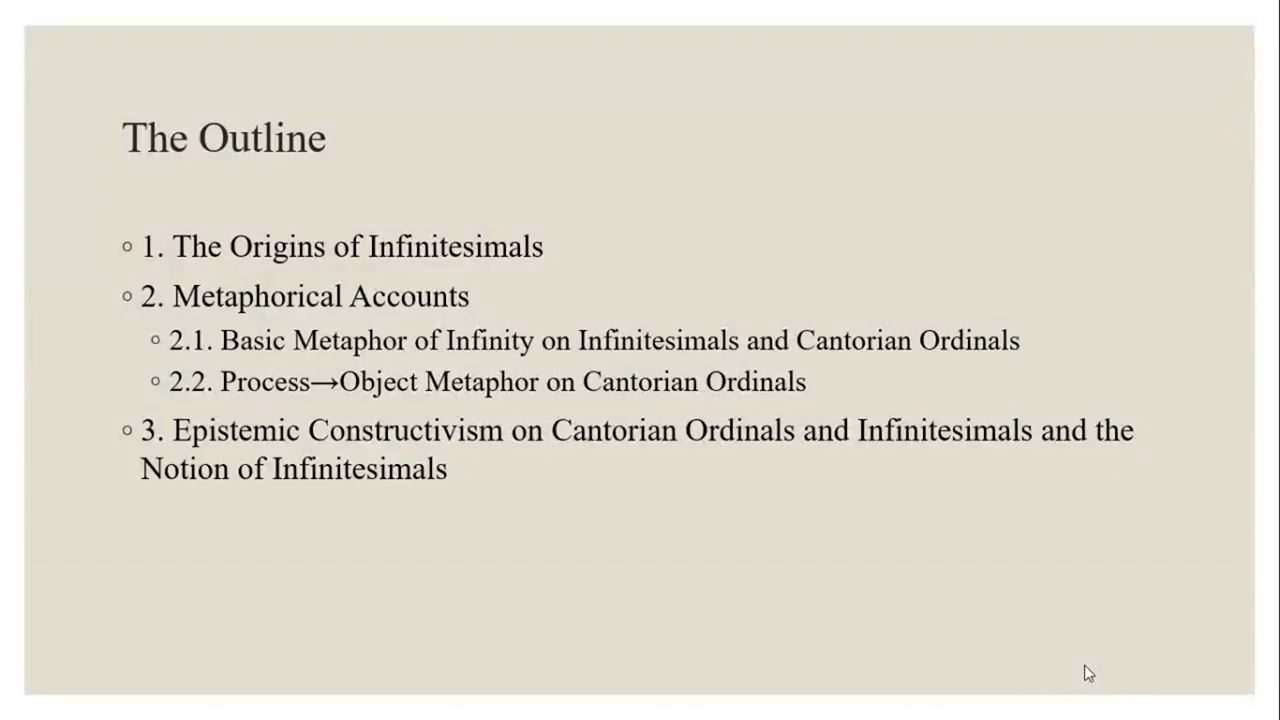 The Outline
◦ 1. The Origins of Infinitesimals
◦ 2. Metaphorical Accounts
◦ 2.1. Basic Metaphor of Infinity on Infinitesimals and Cantorian Ordinals
◦ 2.2. Process→Object Metaphor on Cantorian Ordinals
◦ 3. Epistemic Constructivism on Cantorian Ordinals and Infinitesimals and the
Notion of Infinitesimals